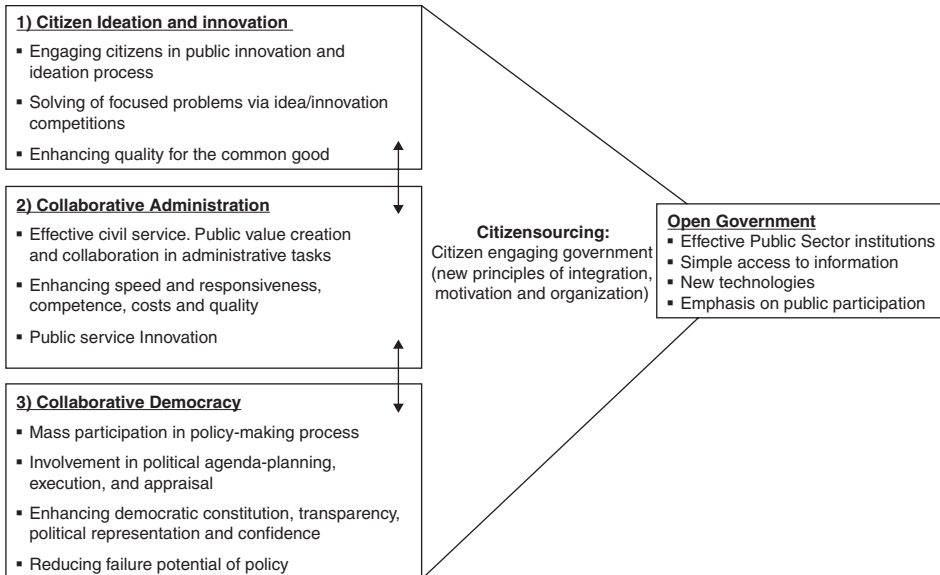 1) Citizen Ideation and innovation
▪ Engaging citizens in public innovation and
ideation process
▪ Solving of focused problems via idea/innovation
competitions
▪ Enhancing quality for the common good
2) Collaborative Administration
▪ Effective civil service. Public value creation
and collaboration in administrative tasks
▪ Enhancing speed and responsiveness,
competence, costs and quality
▪ Public service Innovation
3) Collaborative Democracy
▪ Mass participation in policy-making process
▪ Involvement in political agenda-planning,
execution, and appraisal
▪ Enhancing democratic constitution, transparency,
political representation and confidence
▪ Reducing failure potential of policy
Citizensourcing:
Citizen engaging government
(new principles of integration,
motivation and organization)
Open Government
▪ Effective Public Sector institutions
▪ Simple access to information
▪ New technologies
▪ Emphasis on public participation